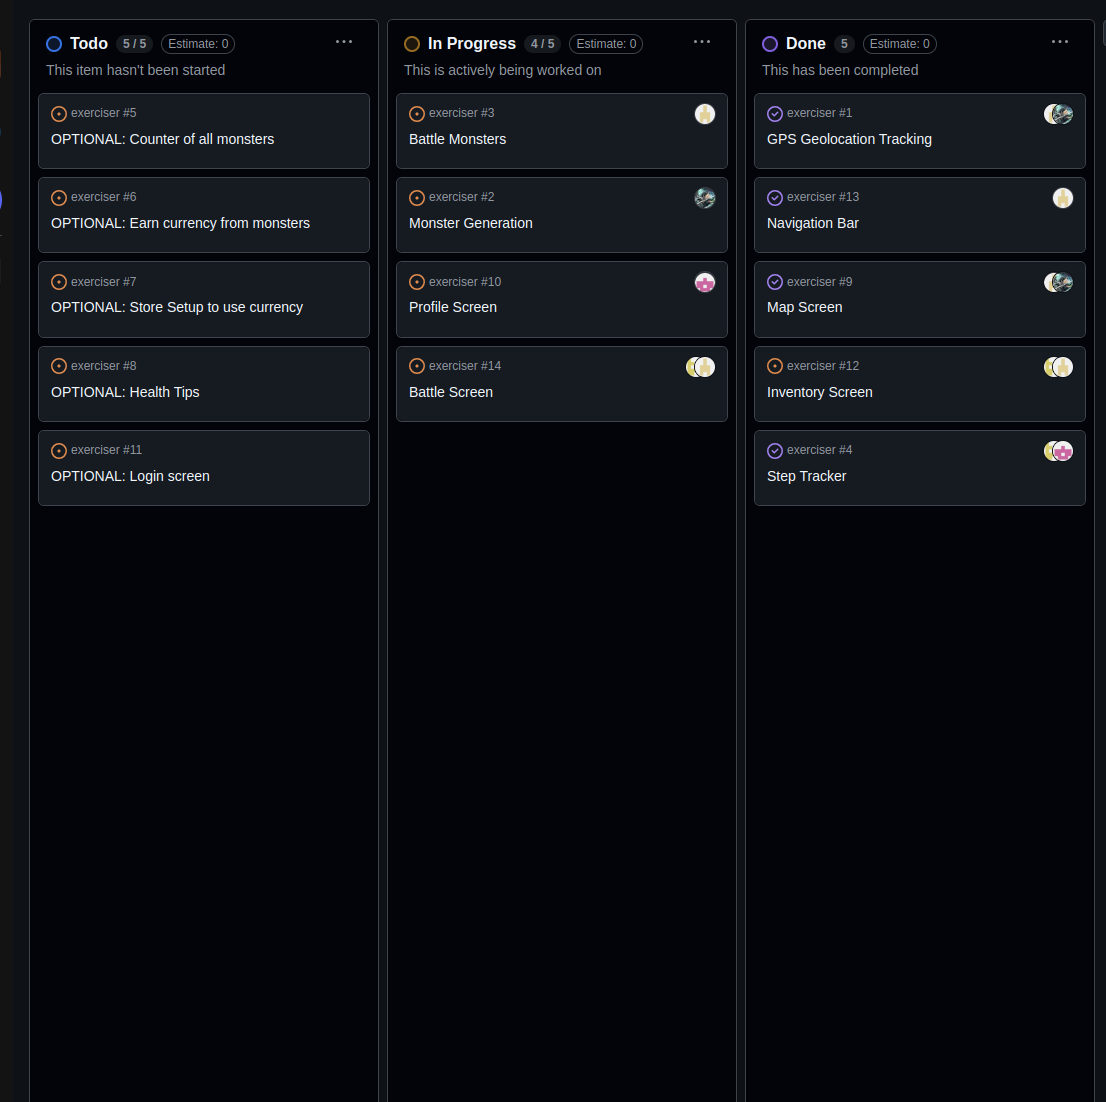 Todo 5 / 5 Estimate: 0 ...
This item hasn't been started
exerciser #5
OPTIONAL: Counter of all monsters
exerciser #6
OPTIONAL: Earn currency from monsters
exerciser #7
OPTIONAL: Store Setup to use currency
exerciser #8
OPTIONAL: Health Tips
exerciser #11
OPTIONAL: Login screen
In Progress 4 / 5 Estimate: 0 ...
This is actively being worked on
exerciser #3
Battle Monsters
exerciser #2
Monster Generation
exerciser #10
Profile Screen
exerciser #14
Battle Screen
Done 5 Estimate: 0 ...
This has been completed
exerciser #1
GPS Geolocation Tracking
exerciser #13
Navigation Bar
exerciser #9
Map Screen
exerciser #12
Inventory Screen
exerciser #4
Step Tracker